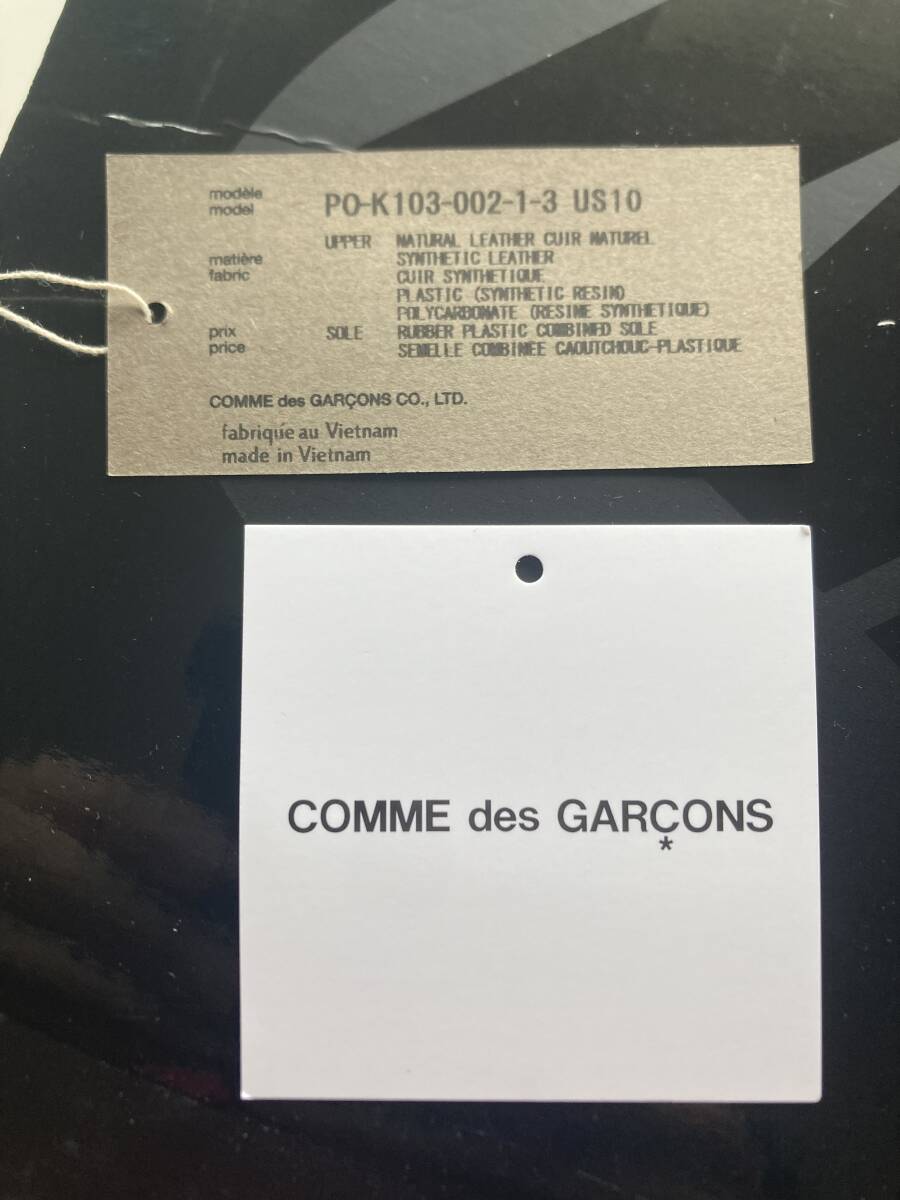 modèle
model PO-K103-002-1-3 US10
UPPER NATURAL LEATHER CUIR NATUREL
matière SYNTHETIC LEATHER
fabric CUIR SYNTHETIQUE
PLASTIC (SYNTHETIC RESIN)
POLYCARBONATE (RESINE SYNTHETIQUE)
prix SOLE RUBBER PLASTIC COMBINED SOLE
price SEMELLE COMBINEE CAOUTCHOUC-PLASTIQUE
COMME des GARÇONS CO., LTD.
fabriqué au Vietnam
made in Vietnam
COMME des GARÇONS
*